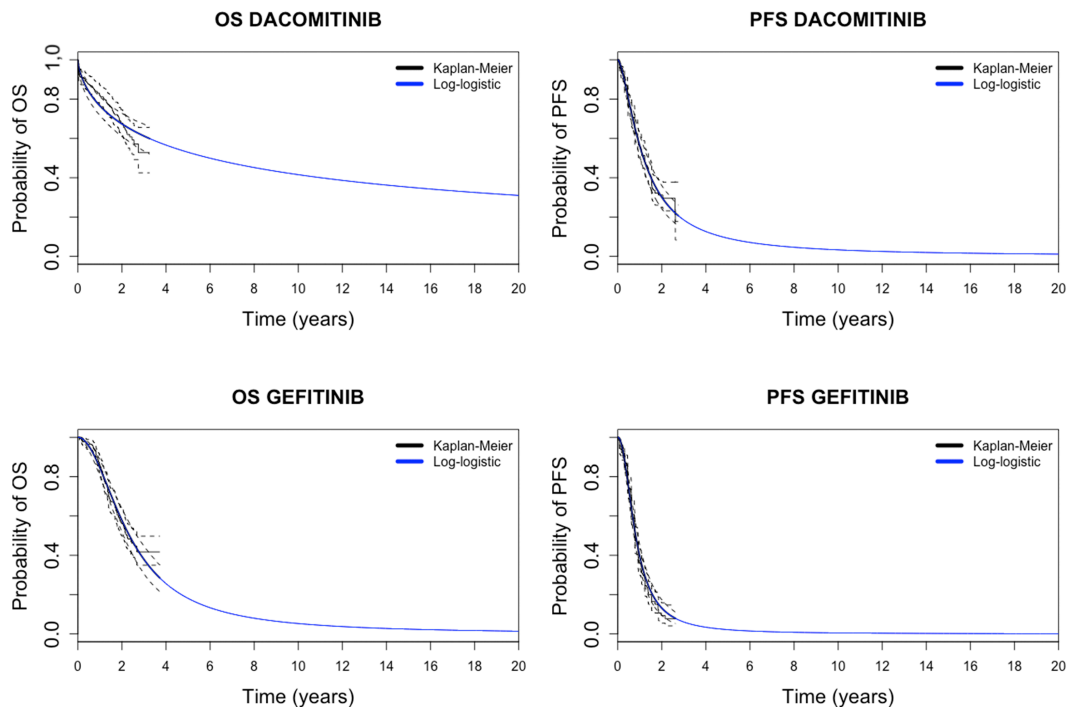 OS DACOMITINIB
Probability of OS
1.0
0.8
0.4
0.0
Kaplan-Meier
Log-logistic
0 2 4 6 8 10 12 14 16 18 20
Time (years)
PFS DACOMITINIB
Probability of PFS
0.8
0.4
0.0
Kaplan-Meier
Log-logistic
0 2 4 6 8 10 12 14 16 18 20
Time (years)
OS GEFITINIB
Probability of OS
0.8
0.4
0.0
Kaplan-Meier
Log-logistic
0 2 4 6 8 10 12 14 16 18 20
Time (years)
PFS GEFITINIB
Probability of PFS
0.8
0.4
0.0
Kaplan-Meier
Log-logistic
0 2 4 6 8 10 12 14 16 18 20
Time (years)